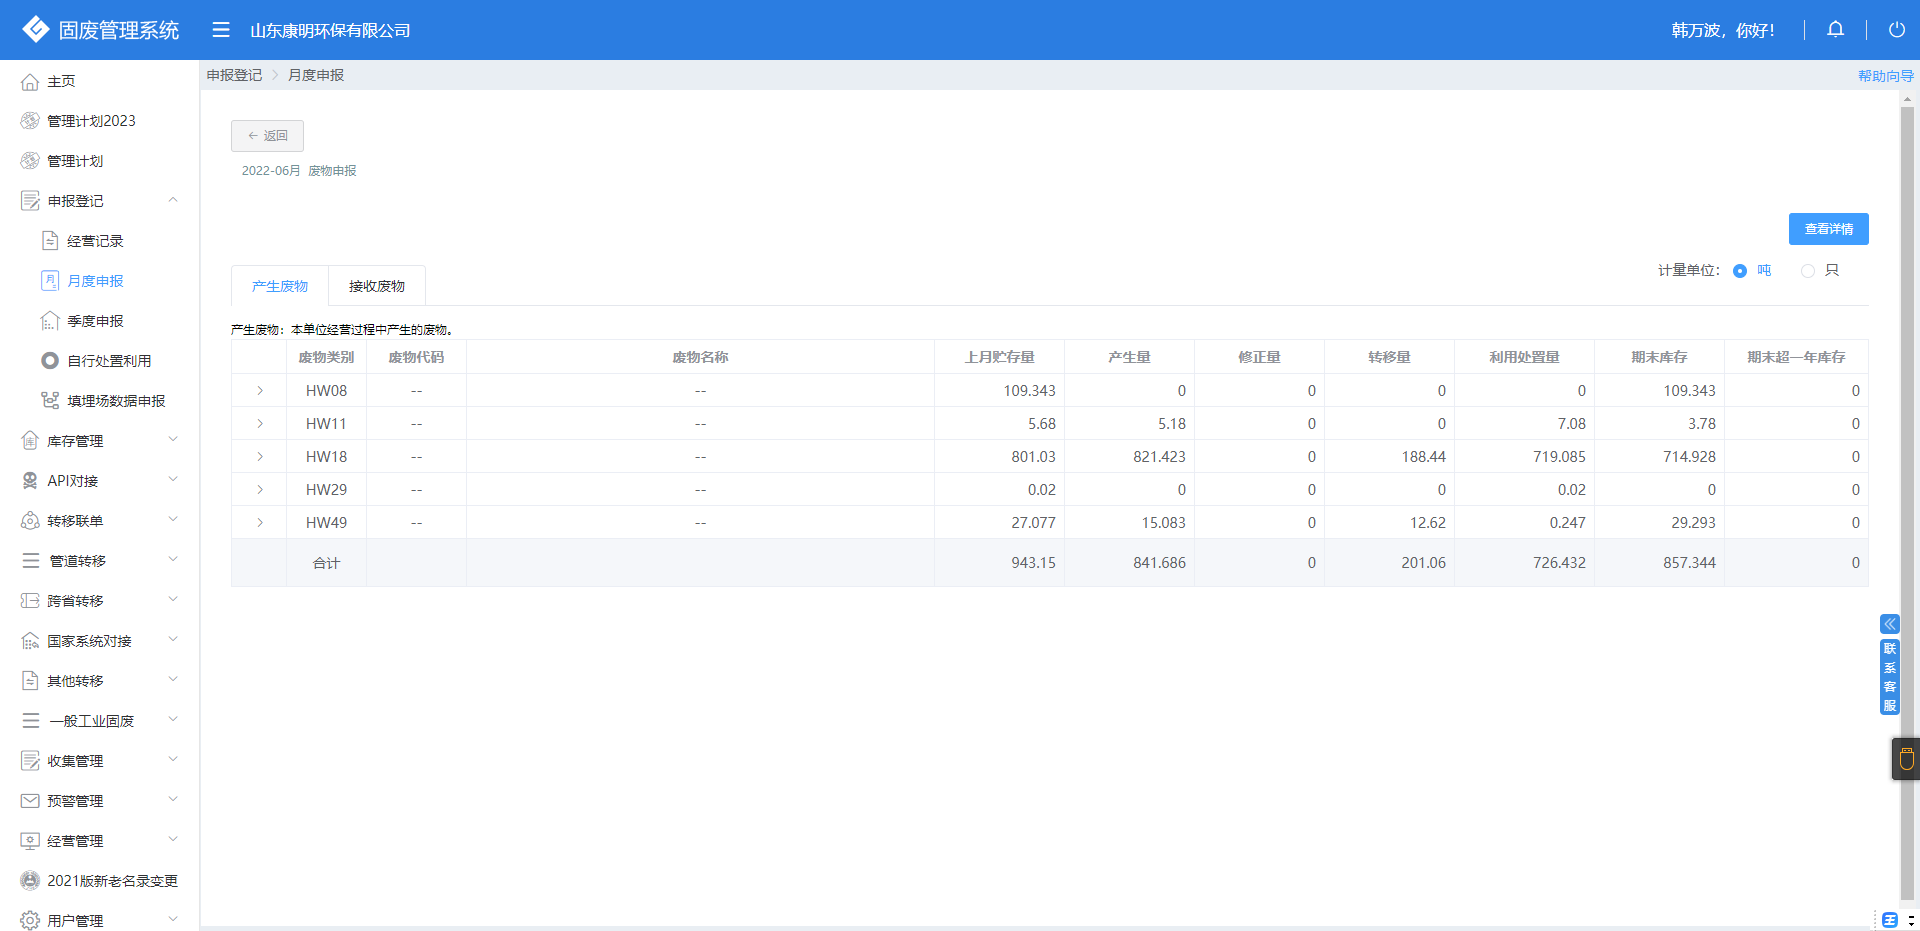 固废管理系统
山东康明环保有限公司
韩万波，你好！
主页
管理计划2023
管理计划
申报登记
经营记录
月度申报
季度申报
自行处置利用
填埋场数据申报
库存管理
API对接
转移联单
管道转移
跨省转移
国家系统对接
其他转移
一般工业固废
收集管理
预警管理
经营管理
2021版新老名录变更
用户管理
申报登记 > 月度申报
帮助向导
← 返回
2022-06月 废物申报
查看详情
计量单位： 吨 只
产生废物 接收废物
产生废物：本单位经营过程中产生的废物。
废物类别 废物代码 废物名称 上月贮存量 产生量 修正量 转移量 利用处置量 期末库存 期末超一年库存
HW08 -- -- 109.343 0 0 0 0 109.343 0
HW11 -- -- 5.68 5.18 0 0 7.08 3.78 0
HW18 -- -- 801.03 821.423 0 188.44 719.085 714.928 0
HW29 -- -- 0.02 0 0 0 0.02 0 0
HW49 -- -- 27.077 15.083 0 12.62 0.247 29.293 0
合计 943.15 841.686 0 201.06 726.432 857.344 0
联
系
客
服